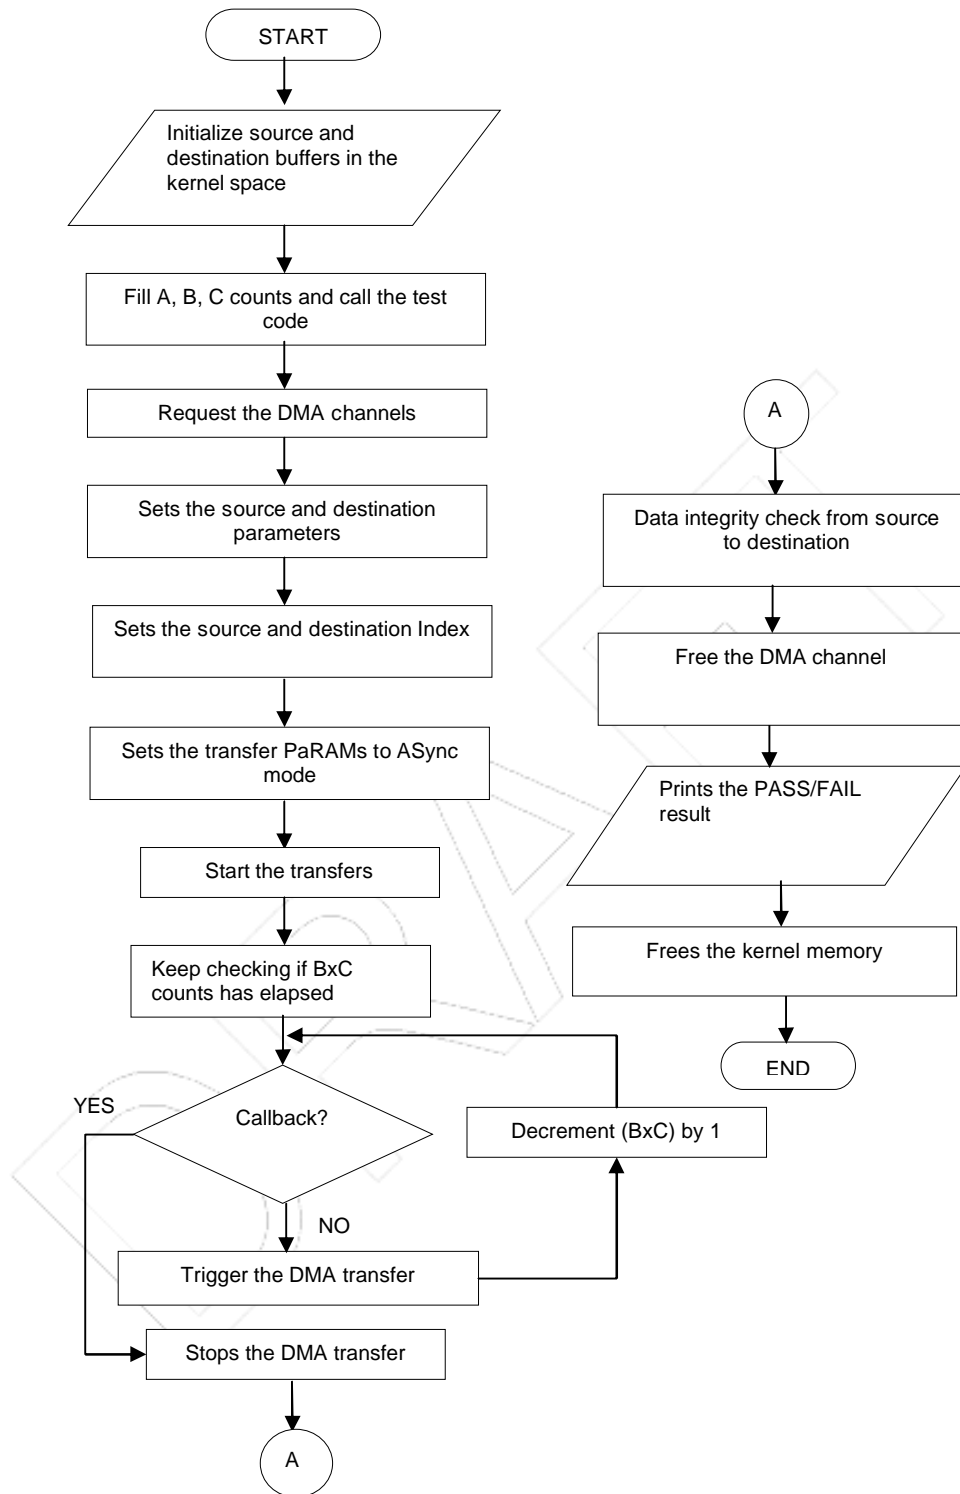 START
Initialize source and
destination buffers in the
kernel space
Fill A, B, C counts and call the test
code
Request the DMA channels
Sets the source and destination
parameters
Sets the source and destination Index
Sets the transfer PaRAMs to ASync
mode
Start the transfers
Keep checking if BxC
counts has elapsed
YES
Callback?
Decrement (BxC) by 1
NO
Trigger the DMA transfer
Stops the DMA transfer
A
A
Data integrity check from source
to destination
Free the DMA channel
Prints the PASS/FAIL
result
Frees the kernel memory
END
DRAFT